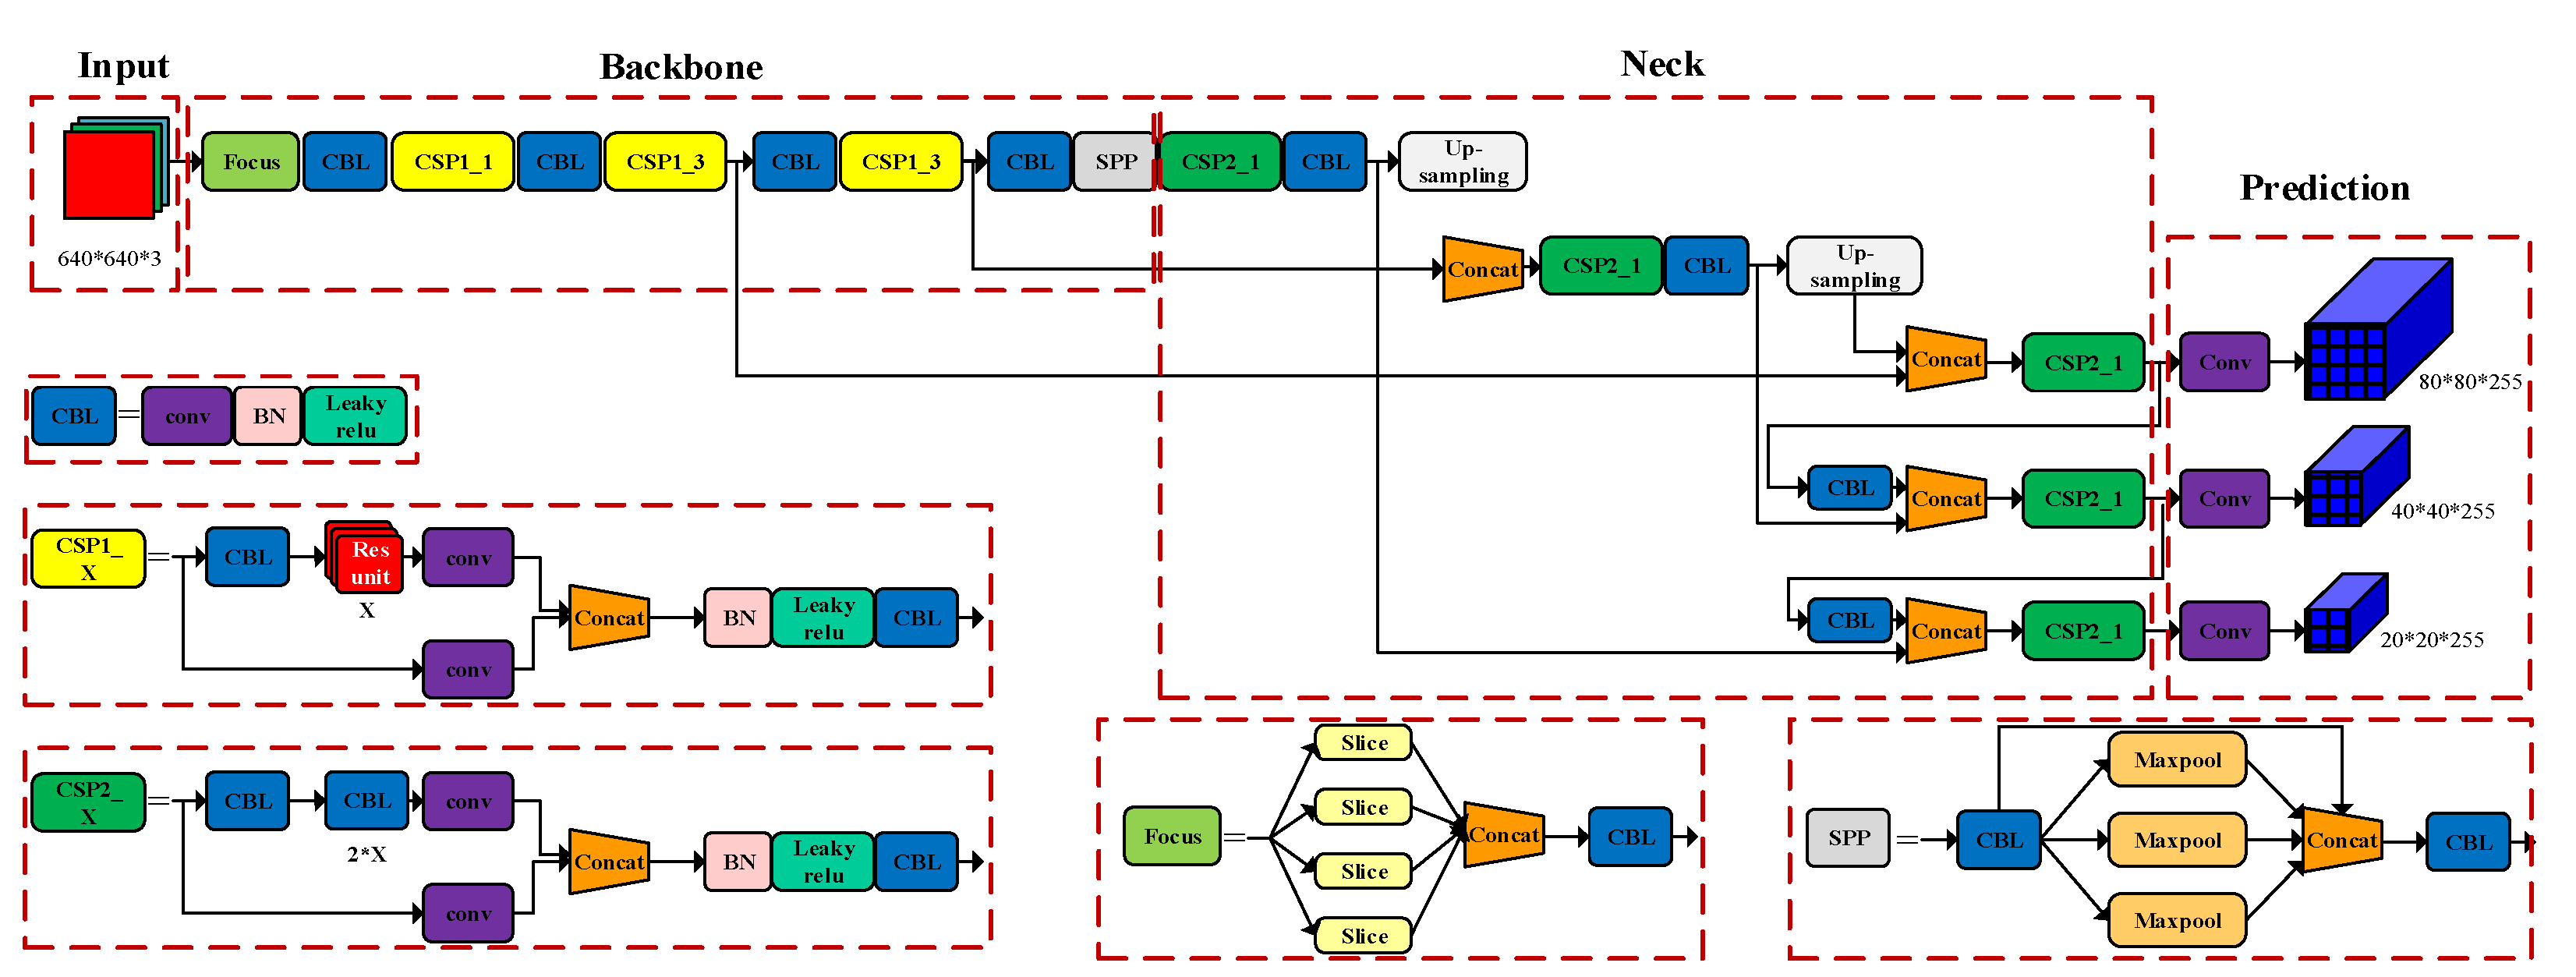 Input
Backbone
Neck
Prediction
640*640*3
Focus
CBL
CSP1_1
CBL
CSP1_3
CBL
CSP1_3
CBL
SPP
CSP2_1
CBL
Up-
sampling
Concat
CSP2_1
CBL
Up-
sampling
Concat
CSP2_1
Conv
80*80*255
CBL
Concat
CSP2_1
Conv
40*40*255
CBL
Concat
CSP2_1
Conv
20*20*255
CBL
=
conv
BN
Leaky
relu
CSP1_
X
=
CBL
Res
unit
X
conv
conv
Concat
BN
Leaky
relu
CBL
CSP2_
X
=
CBL
CBL
2*X
conv
conv
Concat
BN
Leaky
relu
CBL
Focus
=
Slice
Slice
Slice
Slice
Concat
CBL
SPP
=
CBL
Maxpool
Maxpool
Maxpool
Concat
CBL